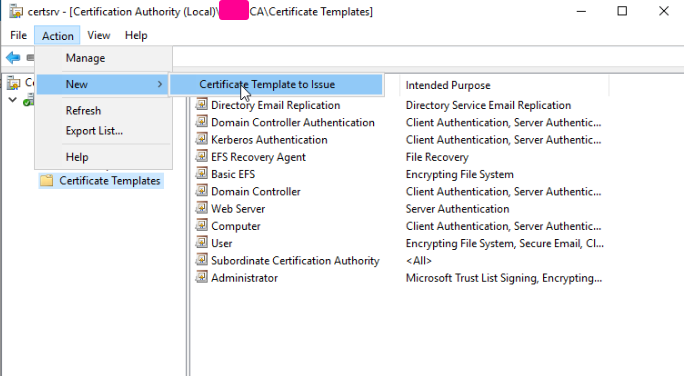 certsrv - [Certification Authority (Local)\ CA\Certificate Templates]
File Action View Help
Manage
New
Certificate Template to Issue
Refresh
Export List...
Help
Certificate Templates
Intended Purpose
Directory Email Replication Directory Service Email Replication
Domain Controller Authentication Client Authentication, Server Authentic...
Kerberos Authentication Client Authentication, Server Authentic...
EFS Recovery Agent File Recovery
Basic EFS Encrypting File System
Domain Controller Client Authentication, Server Authentic...
Web Server Server Authentication
Computer Client Authentication, Server Authentic...
User Encrypting File System, Secure Email, Cl...
Subordinate Certification Authority <All>
Administrator Microsoft Trust List Signing, Encrypting...